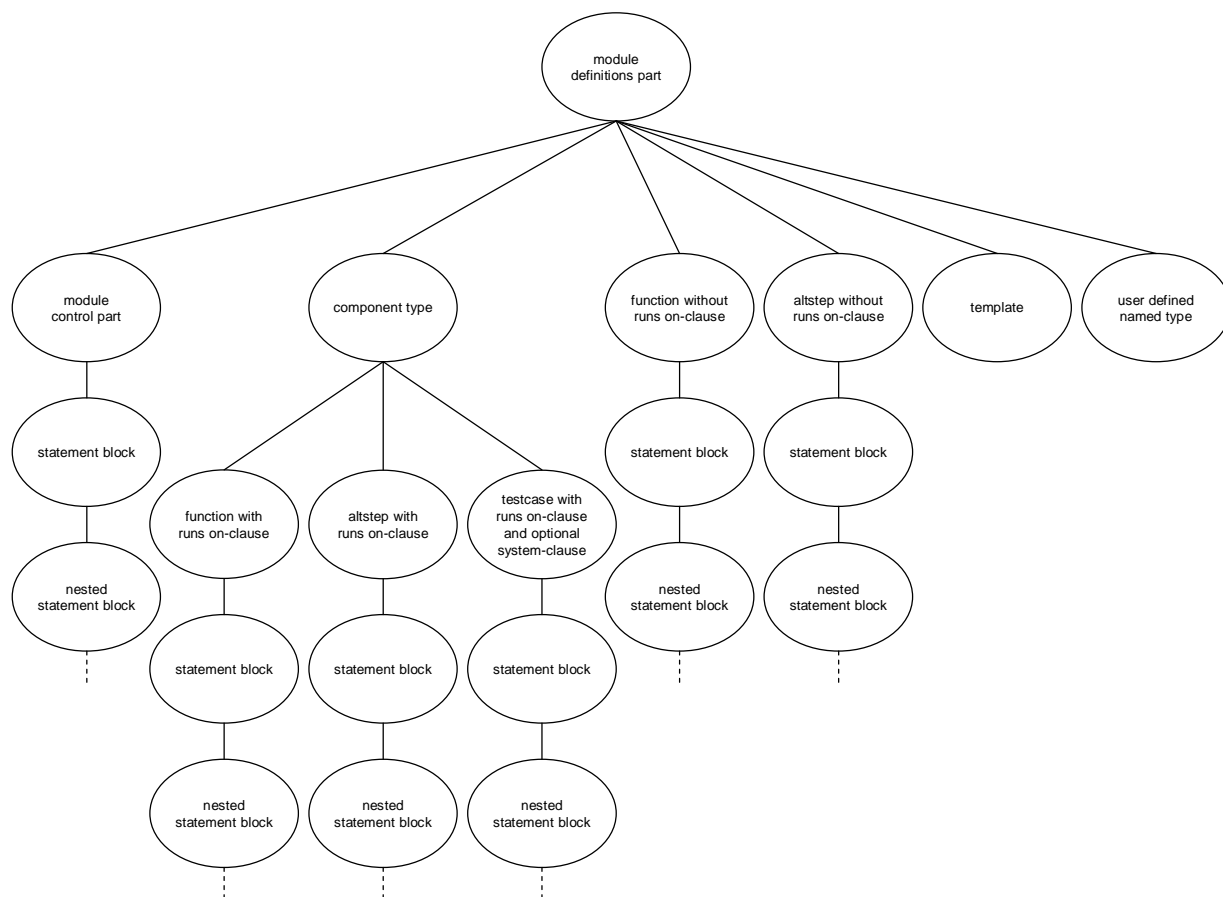 module
definitions part
module
control part
component type
function without
runs on-clause
altstep without
runs on-clause
template
user defined
named type
statement block
statement block
statement block
function with
runs on-clause
altstep with
runs on-clause
testcase with
runs on-clause
and optional
system-clause
nested
statement block
nested
statement block
nested
statement block
statement block
statement block
statement block
nested
statement block
nested
statement block
nested
statement block